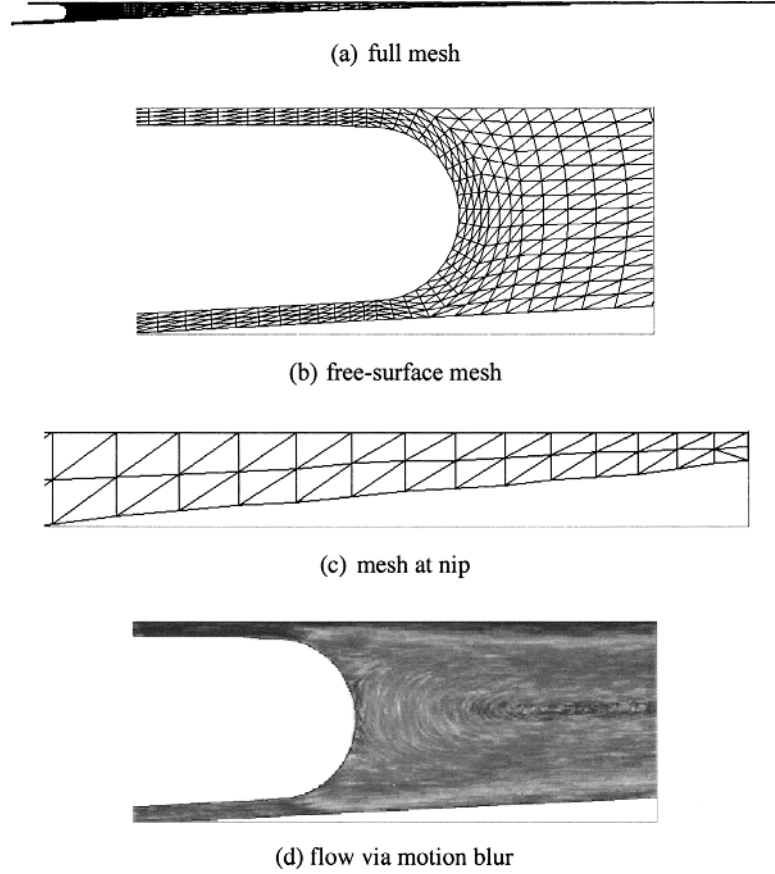 (a) full mesh
(b) free-surface mesh
(c) mesh at nip
(d) flow via motion blur